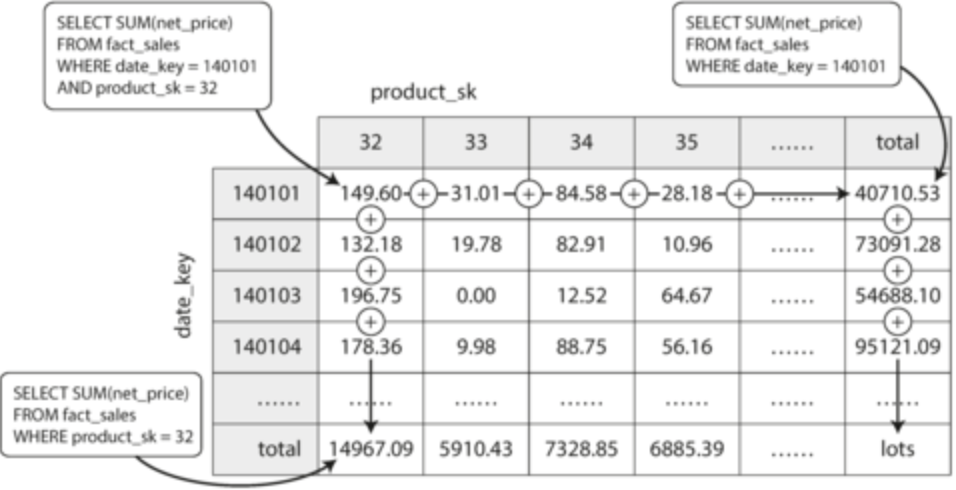 SELECT SUM(net_price)
FROM fact_sales
WHERE date_key = 140101
AND product_sk = 32
SELECT SUM(net_price)
FROM fact_sales
WHERE date_key = 140101
product_sk
32 33 34 35 ...... total
140101 149.60 + 31.01 + 84.58 + 28.18 + ...... 40710.53
+ +
140102 132.18 19.78 82.91 10.96 ...... 73091.28
+ +
date_key
140103 196.75 0.00 12.52 64.67 ...... 54688.10
+ +
140104 178.36 9.98 88.75 56.16 ...... 95121.09
...... ...... ...... ...... ...... ...... ......
SELECT SUM(net_price)
FROM fact_sales
WHERE product_sk = 32
total 14967.09 5910.43 7328.85 6885.39 ...... lots